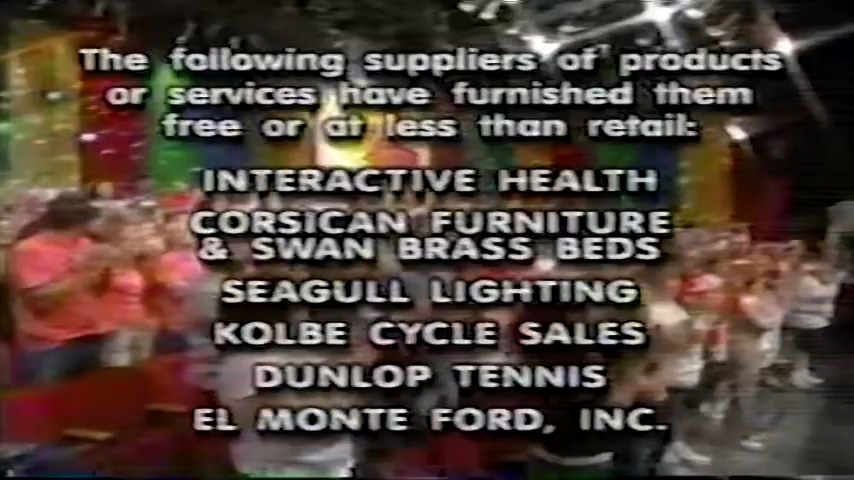 The following suppliers of products
or services have furnished them
free or at less than retail:
INTERACTIVE HEALTH
CORSICAN FURNITURE
& SWAN BRASS BEDS
SEAGULL LIGHTING
KOLBE CYCLE SALES
DUNLOP TENNIS
EL MONTE FORD, INC.